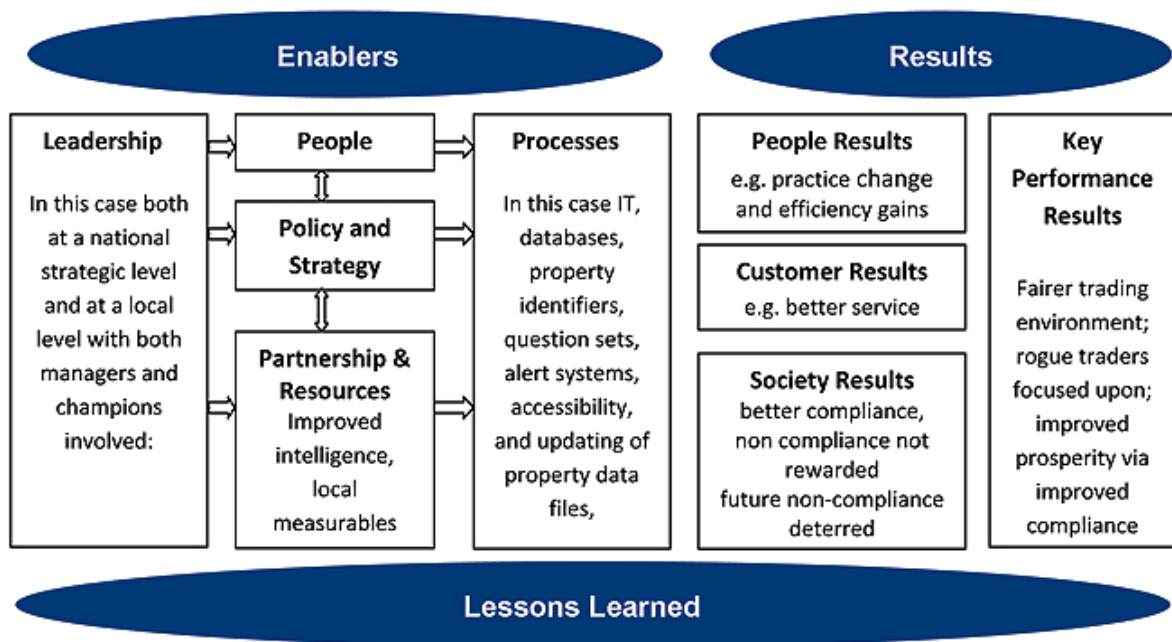 Enablers
Results
Leadership
In this case both
at a national
strategic level
and at a local
level with both
managers and
champions
involved:
People
Policy and
Strategy
Partnership &
Resources
Improved
intelligence,
local
measurables
Processes
In this case IT,
databases,
property
identifiers,
question sets,
alert systems,
accessibility,
and updating of
property data
files,
People Results
e.g. practice change
and efficiency gains
Customer Results
e.g. better service
Society Results
better compliance,
non compliance not
rewarded
future non-compliance
deterred
Key
Performance
Results
Fairer trading
environment;
rogue traders
focused upon;
improved
prosperity via
improved
compliance
Lessons Learned